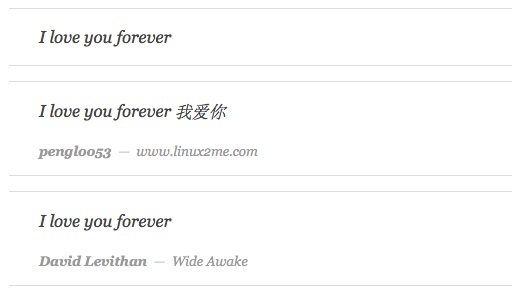 I love you forever
I love you forever 我爱你
pengloo53 — www.linux2me.com
I love you forever
David Levithan — Wide Awake